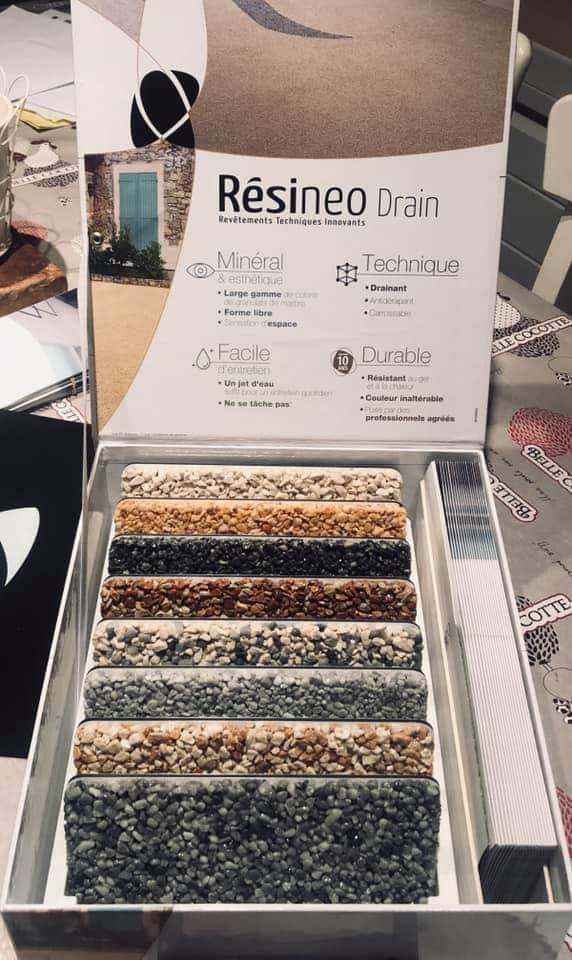 Résineo Drain
Revêtements Techniques Innovants
Minéral
& esthétique
• Large gamme de coloris
de granulats de marbre
• Forme libre
• Sensation d'espace
Technique
• Drainant
• Antidérapant
• Carrossable
Facile
d'entretien
• Un jet d'eau
suffit pour un entretien quotidien
• Ne se tâche pas*
10
ANS
Durable
• Résistant au gel
et à la chaleur
• Couleur inaltérable
• Posé par des
professionnels agréés
BELLE COCOTTE
BELLE C
COTTE